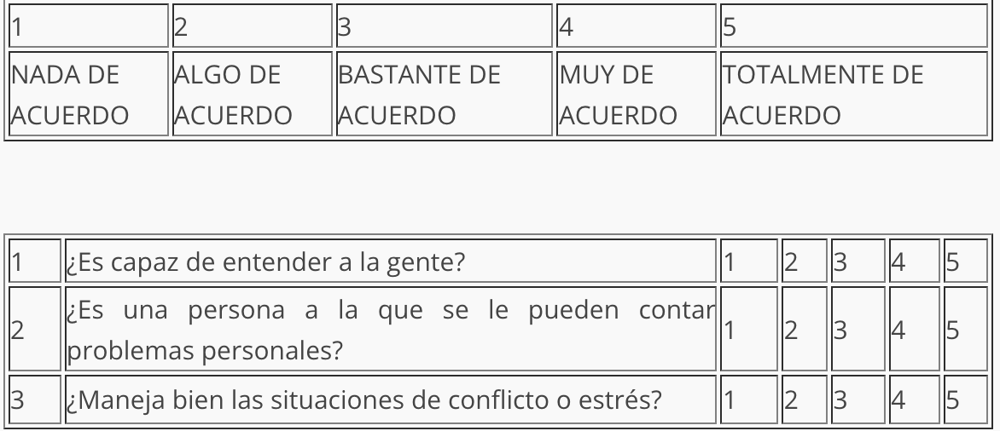 1 2 3 4 5
NADA DE ALGO DE BASTANTE DE MUY DE TOTALMENTE DE
ACUERDO ACUERDO ACUERDO ACUERDO ACUERDO
1 ¿Es capaz de entender a la gente? 1 2 3 4 5
2 ¿Es una persona a la que se le pueden contar
problemas personales? 1 2 3 4 5
3 ¿Maneja bien las situaciones de conflicto o estrés? 1 2 3 4 5